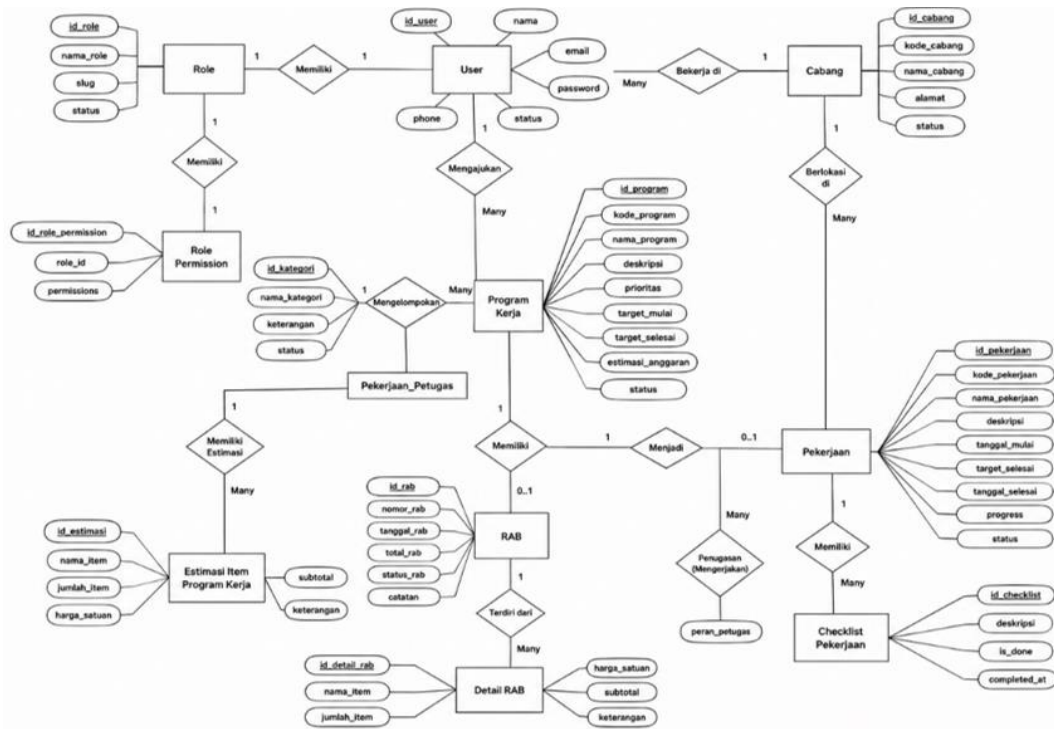 id_role
nama_role
slug
status
Role
1
Memiliki
1
id_user
nama
email
password
phone
status
User
Many
Bekerja di
1
Cabang
id_cabang
kode_cabang
nama_cabang
alamat
status
1
Memiliki
1
Role
Permission
id_role_permission
role_id
permissions
1
Mengajukan
Many
1
Berlokasi
di
Many
id_kategori
nama_kategori
keterangan
status
1
Mengelompokan
Many
Program
Kerja
id_program
kode_program
nama_program
deskripsi
prioritas
target_mulai
target_selesai
estimasi_anggaran
status
Pekerjaan_Petugas
1
Memiliki
Estimasi
Many
1
Memiliki
0..1
1
Menjadi
0..1
Pekerjaan
id_pekerjaan
kode_pekerjaan
nama_pekerjaan
deskripsi
tanggal_mulai
target_selesai
tanggal_selesai
progress
status
id_estimasi
nama_item
jumlah_item
harga_satuan
Estimasi Item
Program Kerja
subtotal
keterangan
id_rab
nomor_rab
tanggal_rab
total_rab
status_rab
catatan
RAB
1
Terdiri dari
Many
Many
Penugasan
(Mengerjakan)
peran_petugas
1
Memiliki
Many
Checklist
Pekerjaan
id_checklist
deskripsi
is_done
completed_at
id_detail_rab
nama_item
jumlah_item
Detail RAB
harga_satuan
subtotal
keterangan